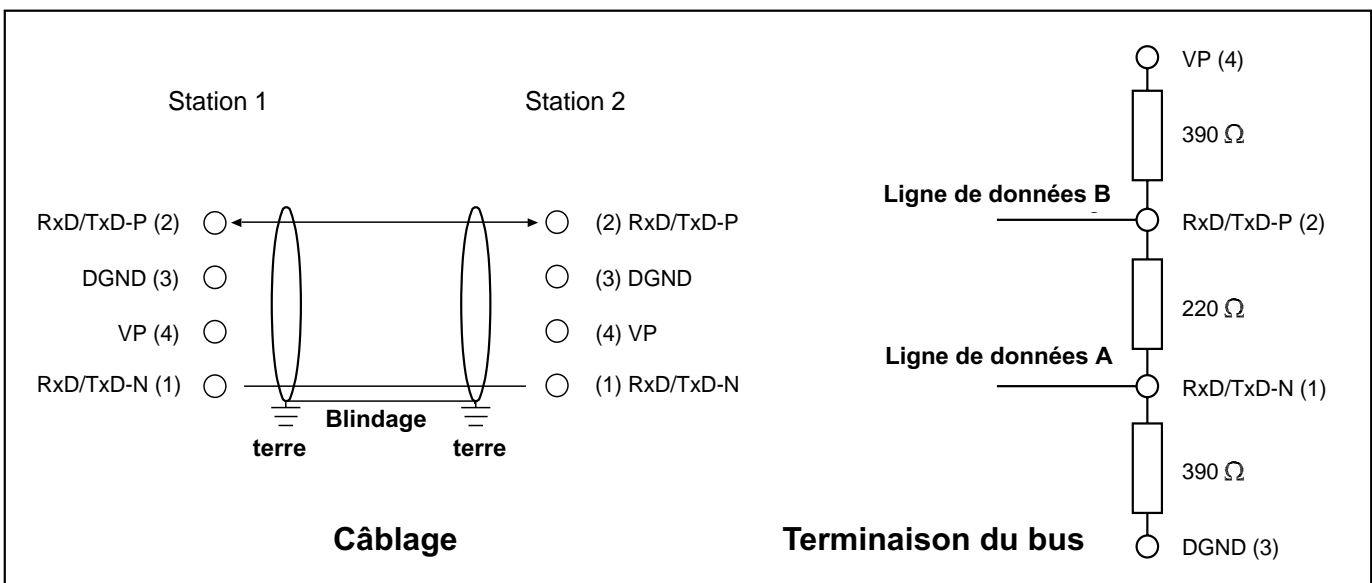 Station 1
Station 2
RxD/TxD-P (2)
(2) RxD/TxD-P
DGND (3)
(3) DGND
VP (4)
(4) VP
RxD/TxD-N (1)
(1) RxD/TxD-N
Blindage
terre
terre
Câblage
VP (4)
390 Ω
Ligne de données B
RxD/TxD-P (2)
220 Ω
Ligne de données A
RxD/TxD-N (1)
390 Ω
DGND (3)
Terminaison du bus